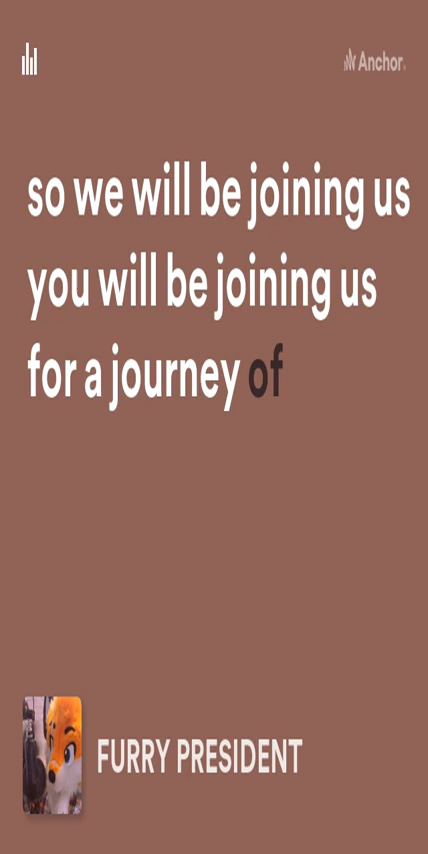 Anchor
so we will be joining us
you will be joining us
for a journey of
FURRY PRESIDENT